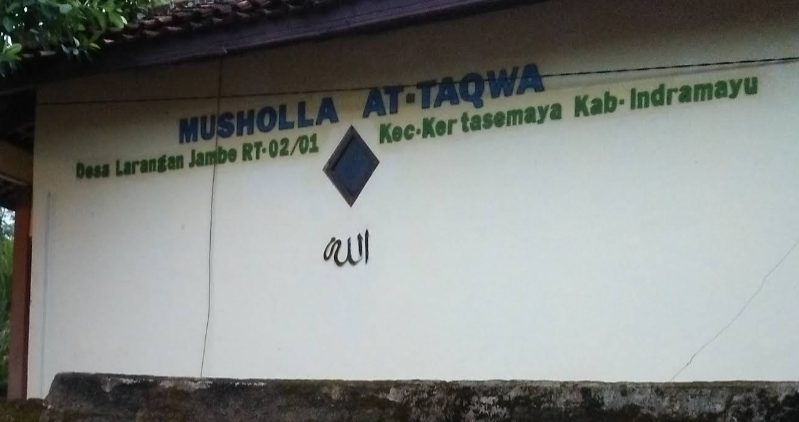 MUSHOLLA AT-TAQWA
Desa Larangan Jambe RT-02/01 Kec-Kertasemaya Kab-Indramayu
الله